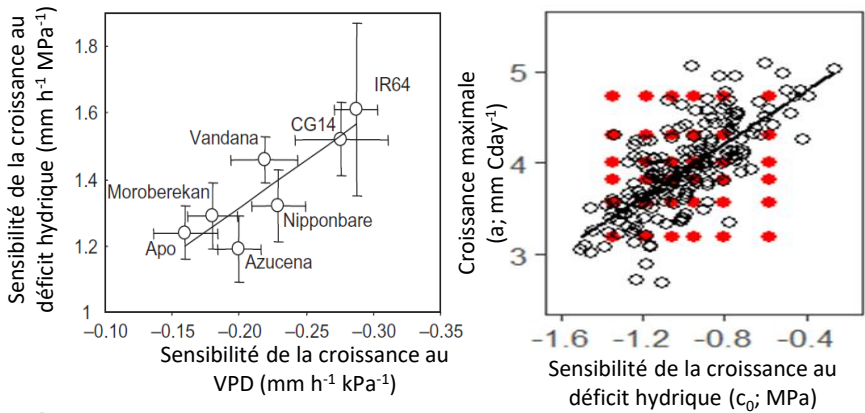 Sensibilité de la croissance au
déficit hydrique (mm h-1 MPa-1)
1.8
1.6
1.4
1.2
1
IR64
CG14
Vandana
Moroberekan
Nipponbare
Apo
Azucena
−0.10
−0.15
−0.20
−0.25
−0.30
−0.35
Sensibilité de la croissance au
VPD (mm h-1 kPa-1)
Croissance maximale
(a; mm Cday-1)
5
4
3
-1.6
-1.2
-0.8
-0.4
Sensibilité de la croissance au
déficit hydrique (c0; MPa)